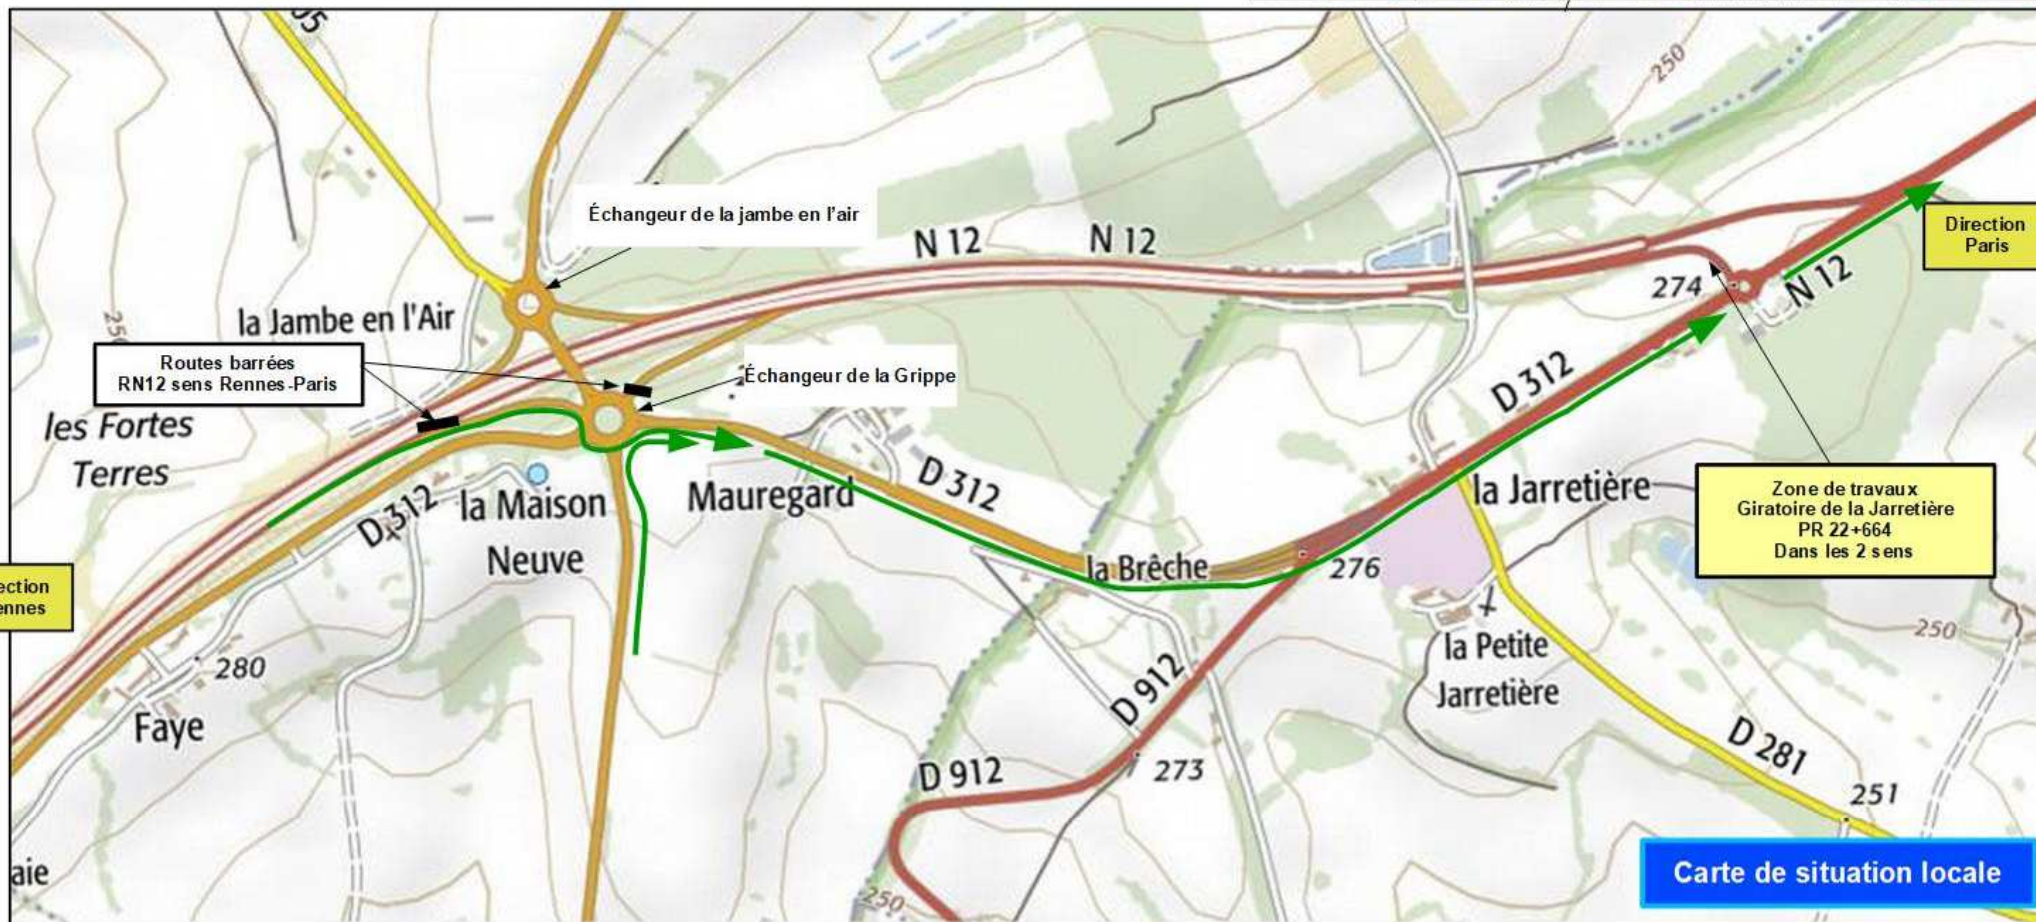 05
250
Échangeur de la jambe en l'air
N 12
N 12
Direction
Paris
274
N 12
la Jambe en l'Air
250
Routes barrées
RN12 sens Rennes-Paris
Échangeur de la Grippe
les Fortes
Terres
D 312
D 312
D 312
la Maison
Neuve
Mauregard
la Jarretière
Zone de travaux
Giratoire de la Jarretière
PR 22+664
Dans les 2 sens
la Brêche
276
ection
ennes
280
Faye
D 912
la Petite
Jarretière
250
D 281
D 912
273
251
aie
250
Carte de situation locale